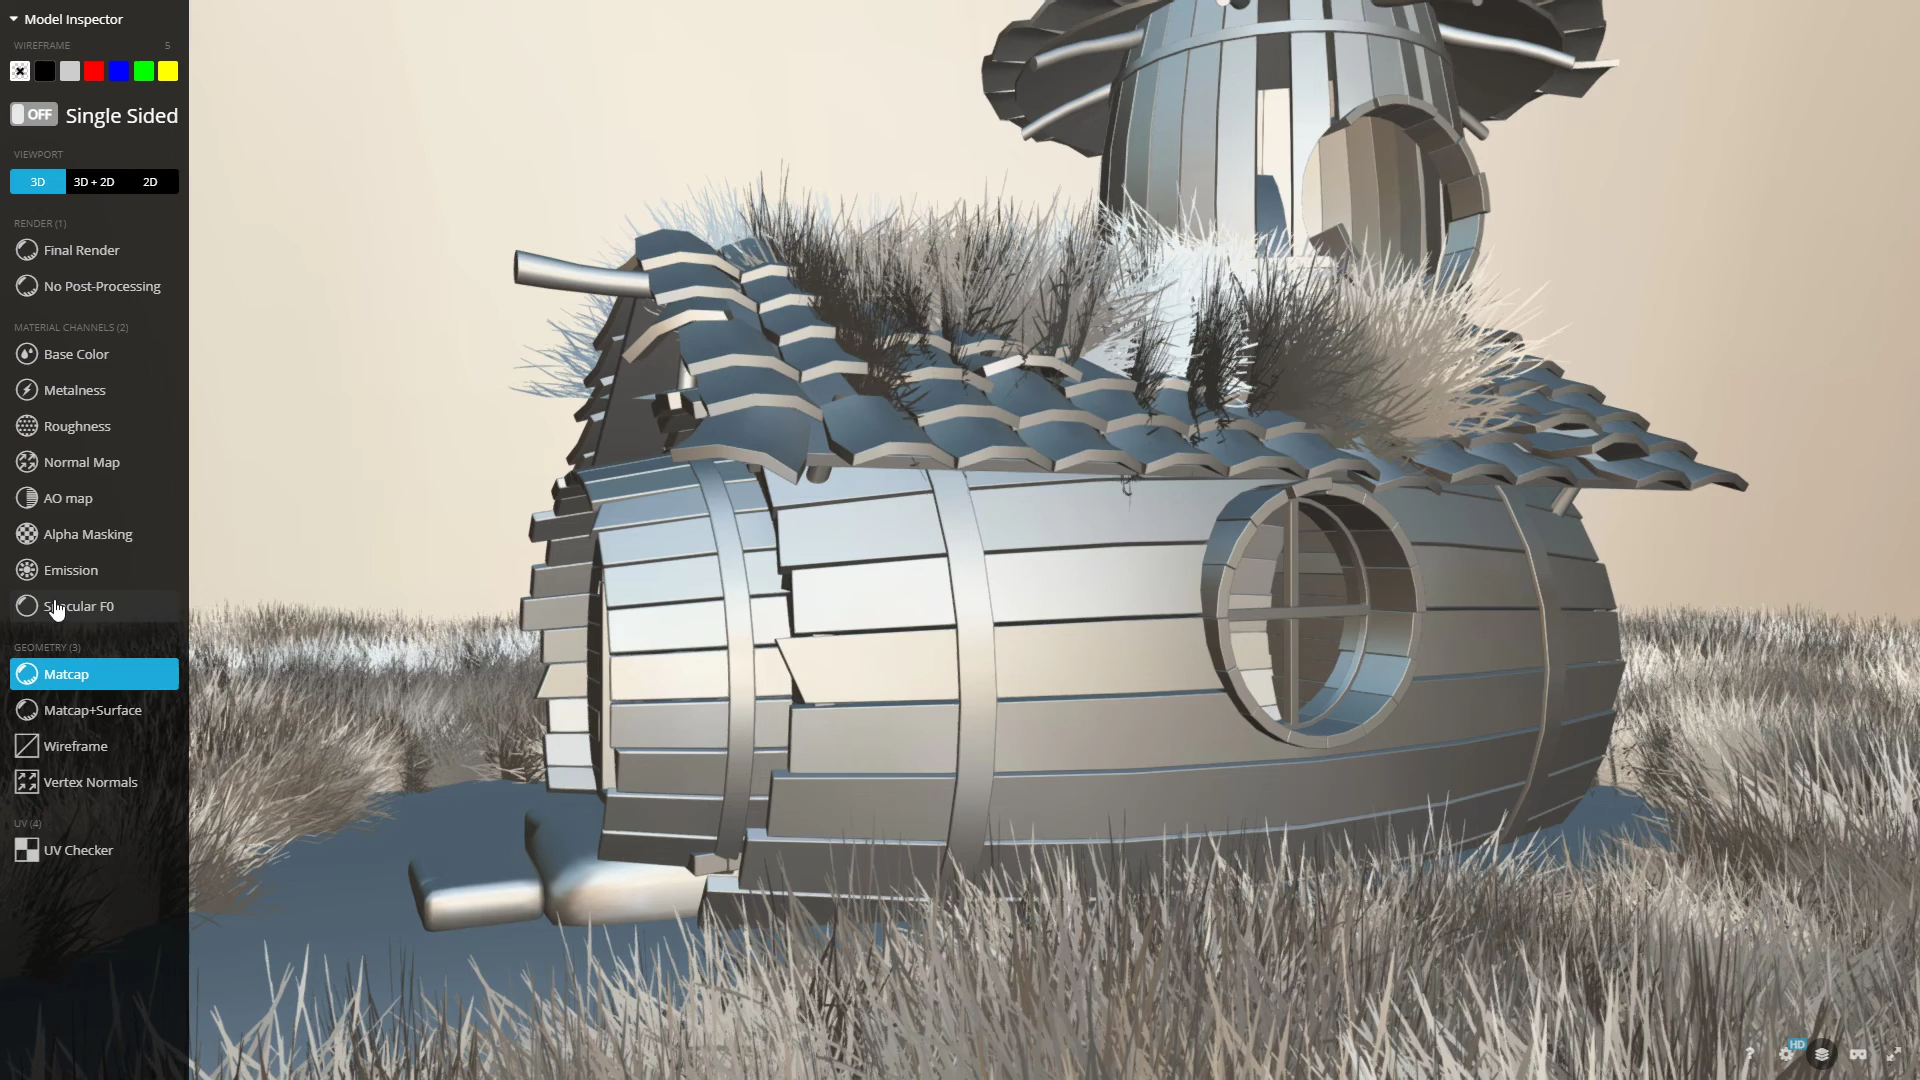 Model Inspector
WIREFRAME 5
OFF Single Sided
VIEWPORT
3D 3D + 2D 2D
RENDER (1)
Final Render
No Post-Processing
MATERIAL CHANNELS (2)
Base Color
Metalness
Roughness
Normal Map
AO map
Alpha Masking
Emission
Specular F0
GEOMETRY (3)
Matcap
Matcap+Surface
Wireframe
Vertex Normals
UV (4)
UV Checker
? HD